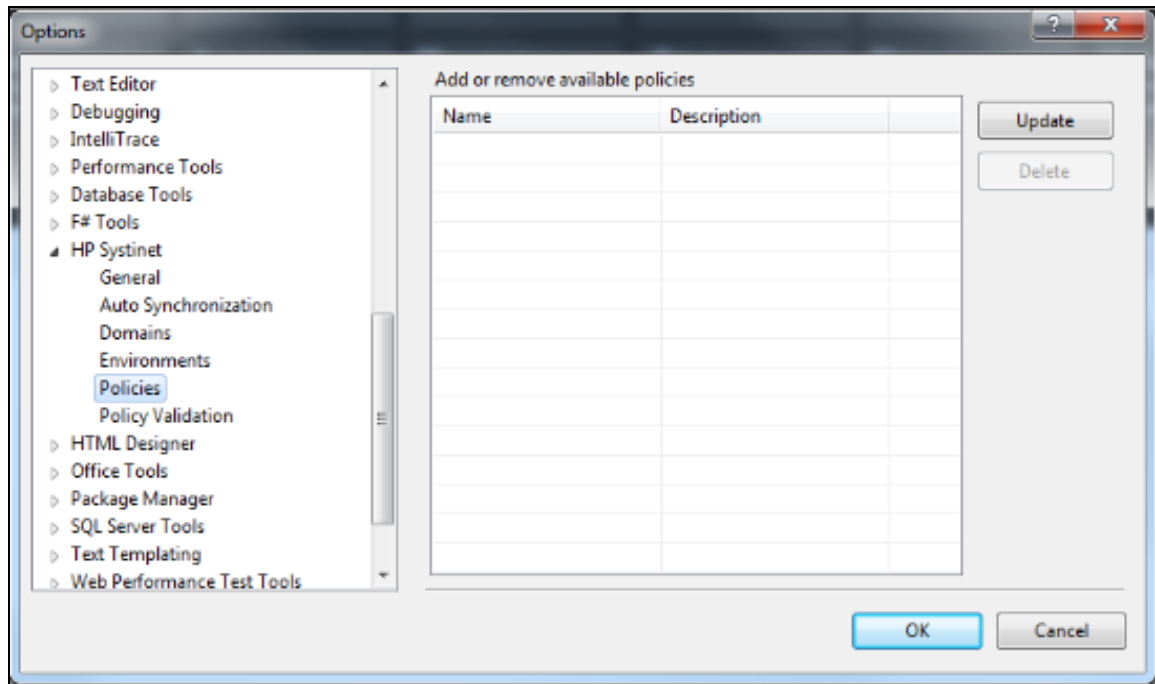 Options
Text Editor
Debugging
IntelliTrace
Performance Tools
Database Tools
F# Tools
HP Systinet
General
Auto Synchronization
Domains
Environments
Policies
Policy Validation
HTML Designer
Office Tools
Package Manager
SQL Server Tools
Text Templating
Web Performance Test Tools
Add or remove available policies
Name Description
Update
Delete
OK Cancel